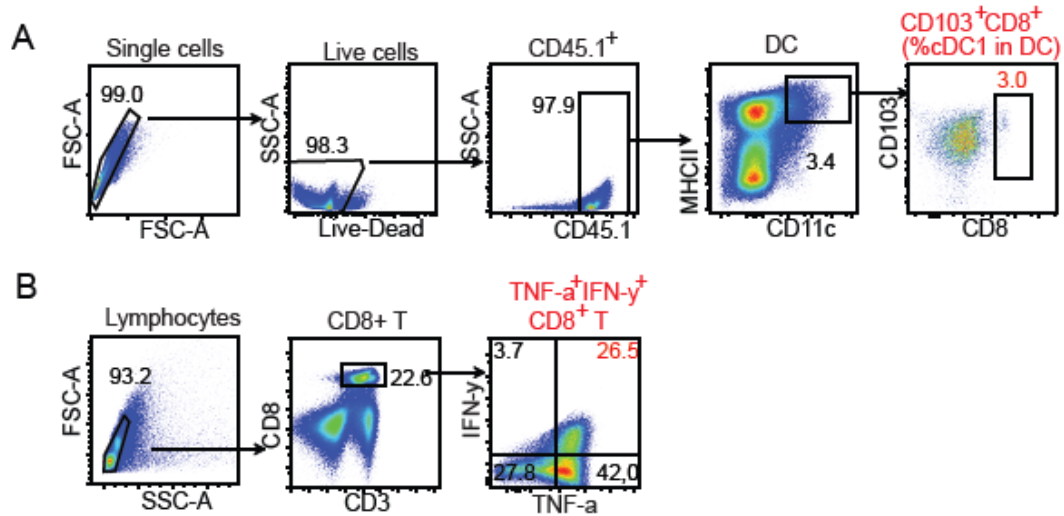 A
Single cells
99.0
FSC-A
FSC-A
Live cells
98.3
SSC-A
Live-Dead
CD45.1+
97.9
SSC-A
CD45.1
DC
3.4
MHCII
CD11c
CD103+CD8+
(%cDC1 in DC)
3.0
CD103
CD8
B
Lymphocytes
93.2
FSC-A
SSC-A
CD8+ T
22.6
CD8
CD3
TNF-a+IFN-y+
CD8+ T
3.7
26.5
27.8
42,0
IFN-y
TNF-a